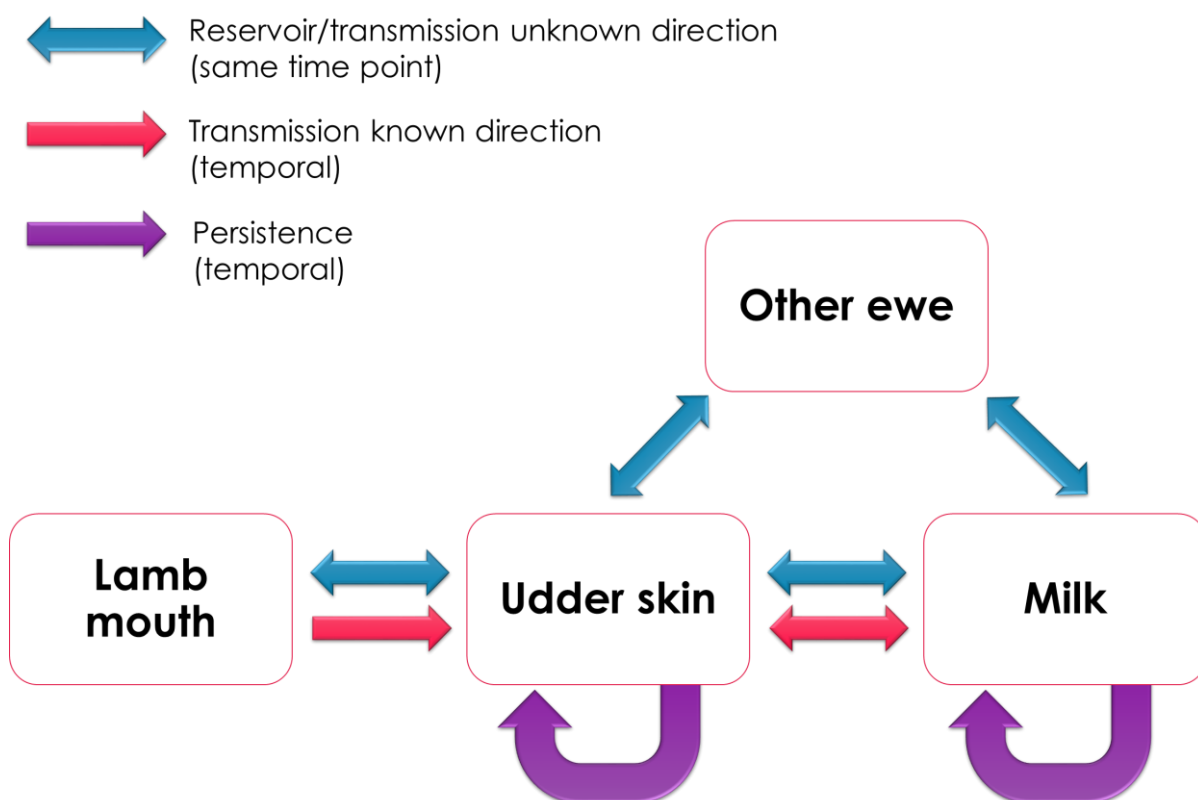 Reservoir/transmission unknown direction
(same time point)
Transmission known direction
(temporal)
Persistence
(temporal)
Other ewe
Lamb
mouth
Udder skin
Milk